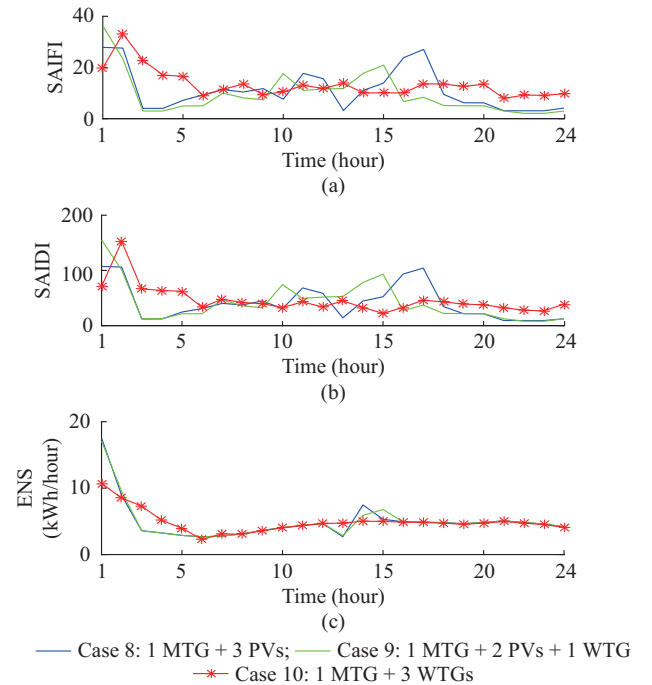 40
SAIFI
20
0
1 5 10 15 20 24
Time (hour)
(a)
200
SAIDI
100
0
1 5 10 15 20 24
Time (hour)
(b)
20
ENS
(kWh/hour)
10
0
1 5 10 15 20 24
Time (hour)
(c)
Case 8: 1 MTG + 3 PVs; Case 9: 1 MTG + 2 PVs + 1 WTG
Case 10: 1 MTG + 3 WTGs